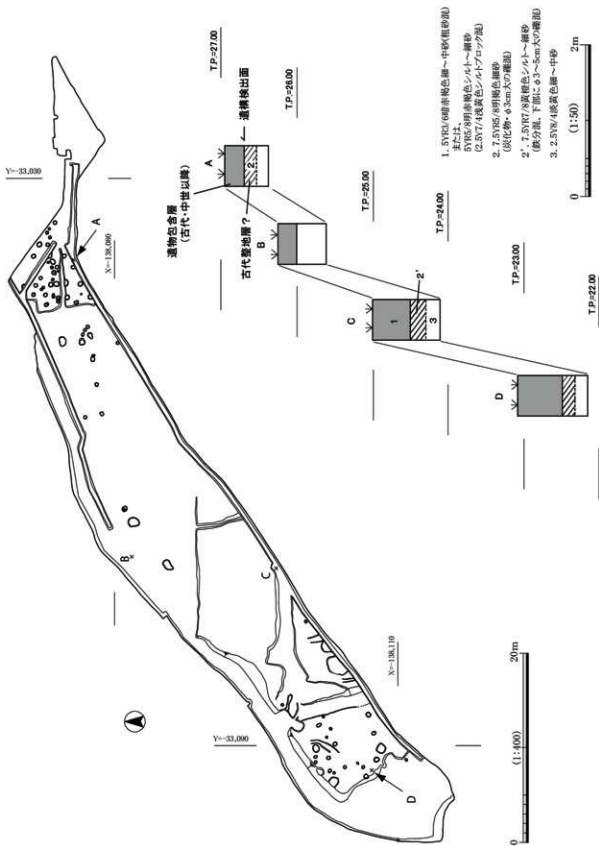 Y=-33,030
A
X=-138,080
B
C
Y=-33,090
X=-138,110
D
0 (1:400) 20m
遺物包含層
(古代・中世以降)
遺構検出面
古代整地層?
A
2
B
C
1
2'
3
D
T.P.=27.00
T.P.=26.00
T.P.=25.00
T.P.=24.00
T.P.=23.00
T.P.=22.00
1. 5YR3/6暗赤褐色細~中砂(粗砂混)
または、
5YR5/8明赤褐色シルト~細砂
(2.5Y7/4浅黄色シルトブロック混)
2. 7.5YR5/8明褐色細砂
(炭化物・φ3cm大の礫混)
2'. 7.5YR7/8黄橙色シルト~細砂
(鉄分混、下部にφ3~5cm大の礫混)
3. 2.5Y8/4淡黄色細~中砂
0 (1:50) 2m